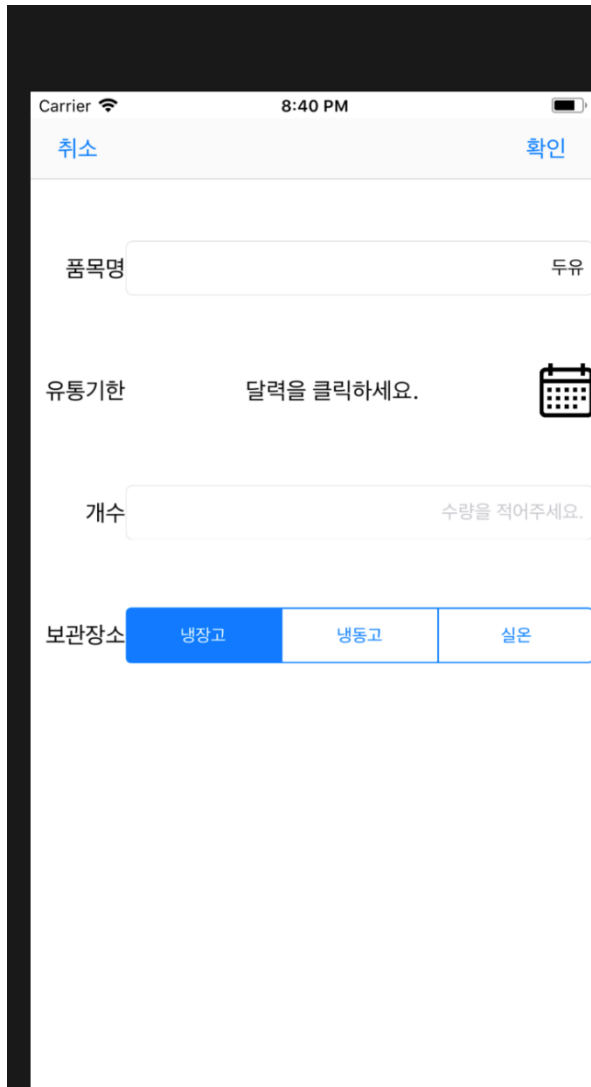 Carrier 8:40 PM
취소 확인
품목명 두유
유통기한 달력을 클릭하세요.
개수 수량을 적어주세요.
보관장소 냉장고 냉동고 실온